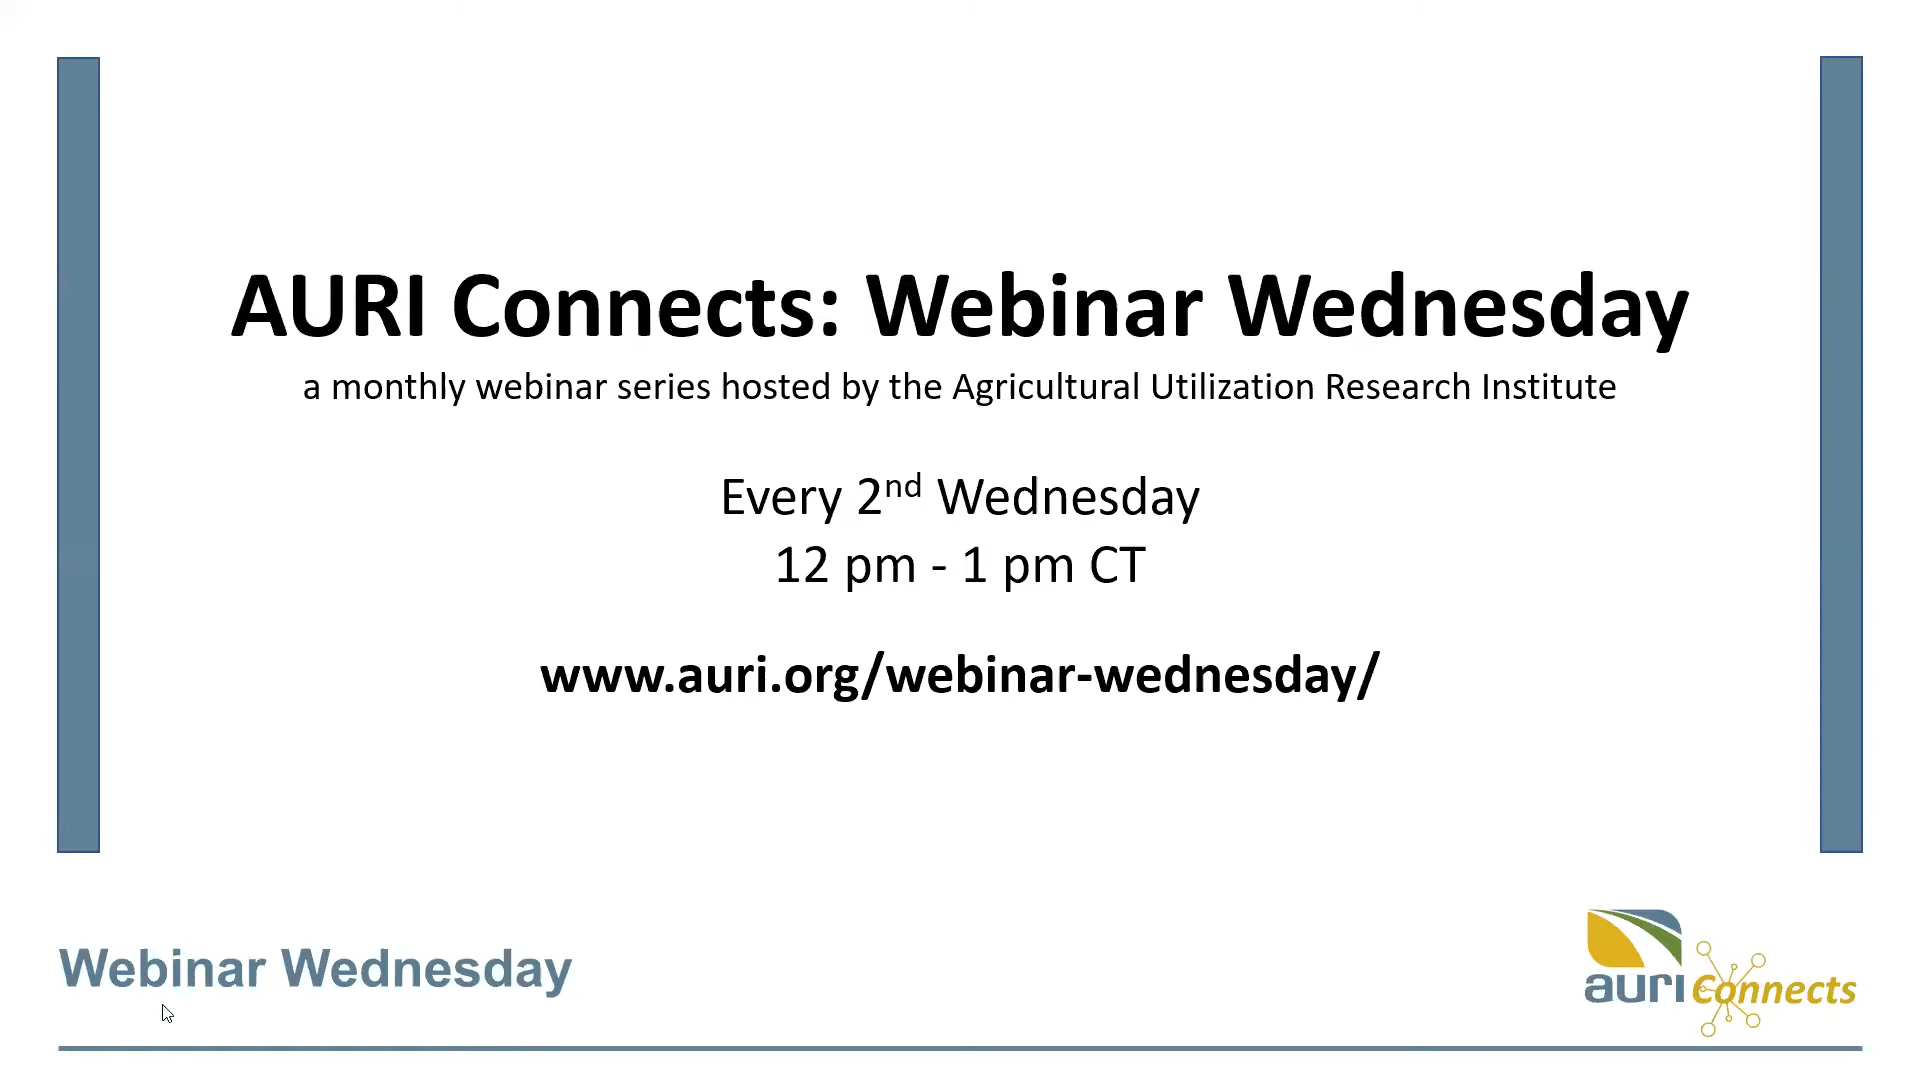 AURI Connects: Webinar Wednesday
a monthly webinar series hosted by the Agricultural Utilization Research Institute
Every 2nd Wednesday
12 pm - 1 pm CT
www.auri.org/webinar-wednesday/
Webinar Wednesday
auri Connects